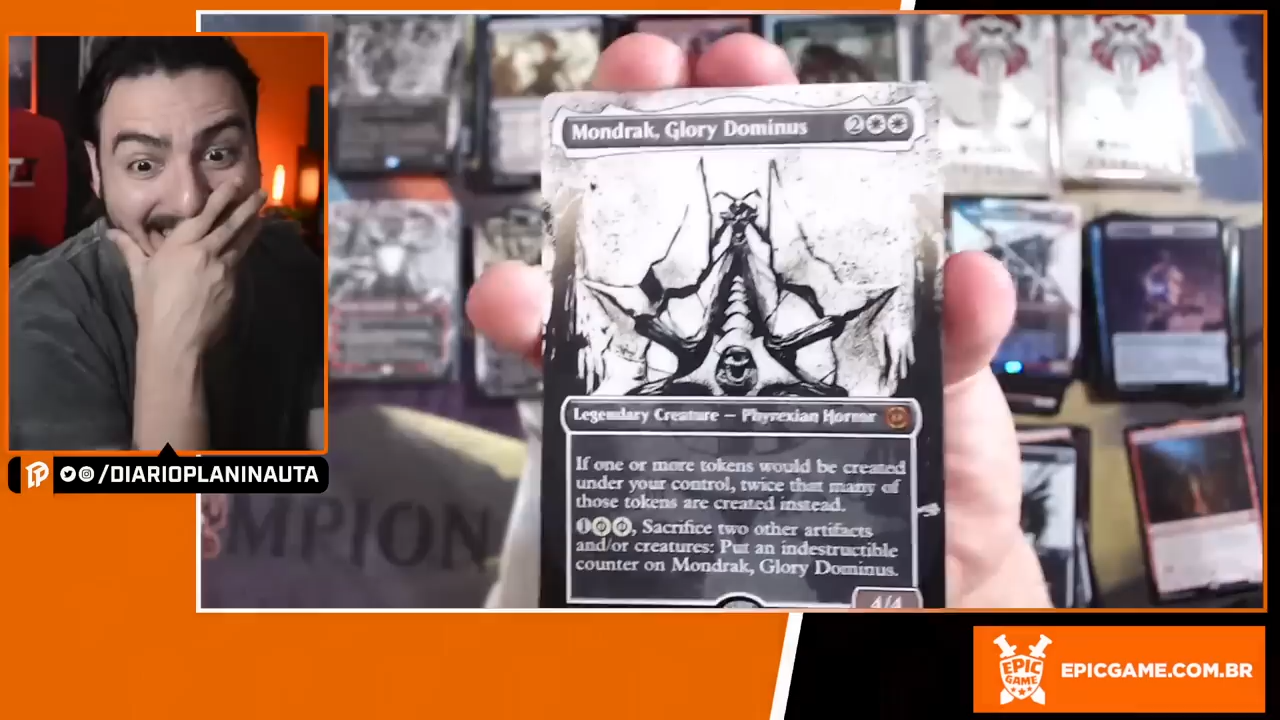 Mondrak, Glory Dominus 2
Legendary Creature — Phyrexian Horror
If one or more tokens would be created
under your control, twice that many of
those tokens are created instead.
1, Sacrifice two other artifacts
and/or creatures: Put an indestructible
counter on Mondrak, Glory Dominus.
4/4
/DIARIOPLANINAUTA
MPION
EPIC
GAME
EPICGAME.COM.BR